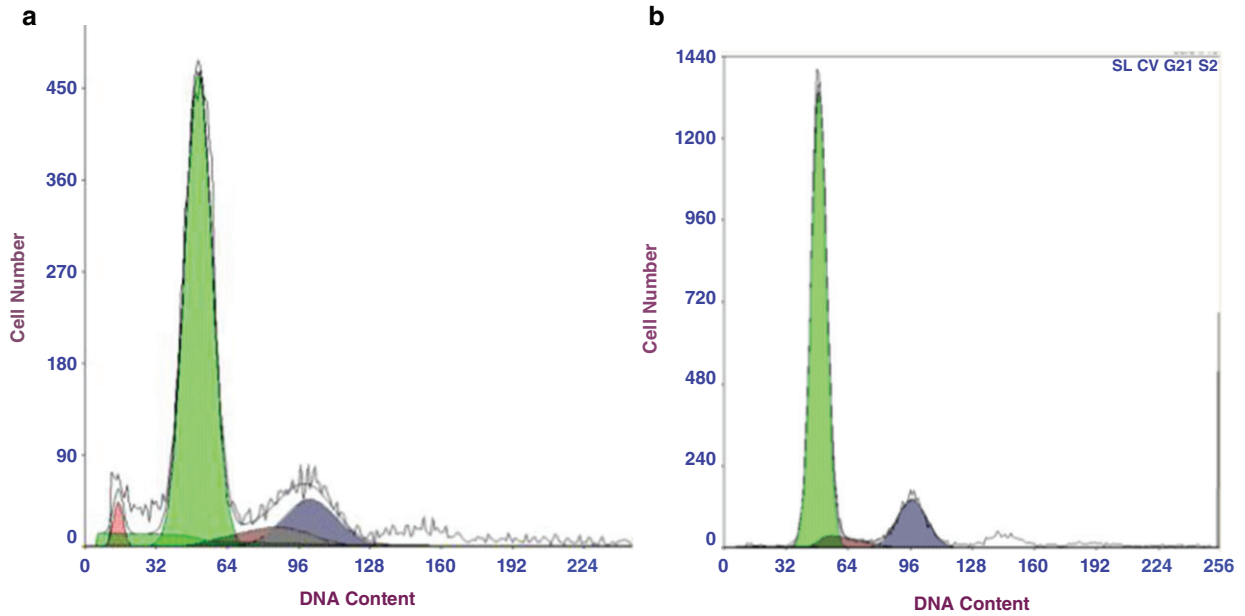 a
450
360
270
180
90
0
Cell Number
0 32 64 96 128 160 192 224
DNA Content
b
SL CV G21 S2
1440
1200
960
720
480
240
0
Cell Number
0 32 64 96 128 160 192 224 256
DNA Content